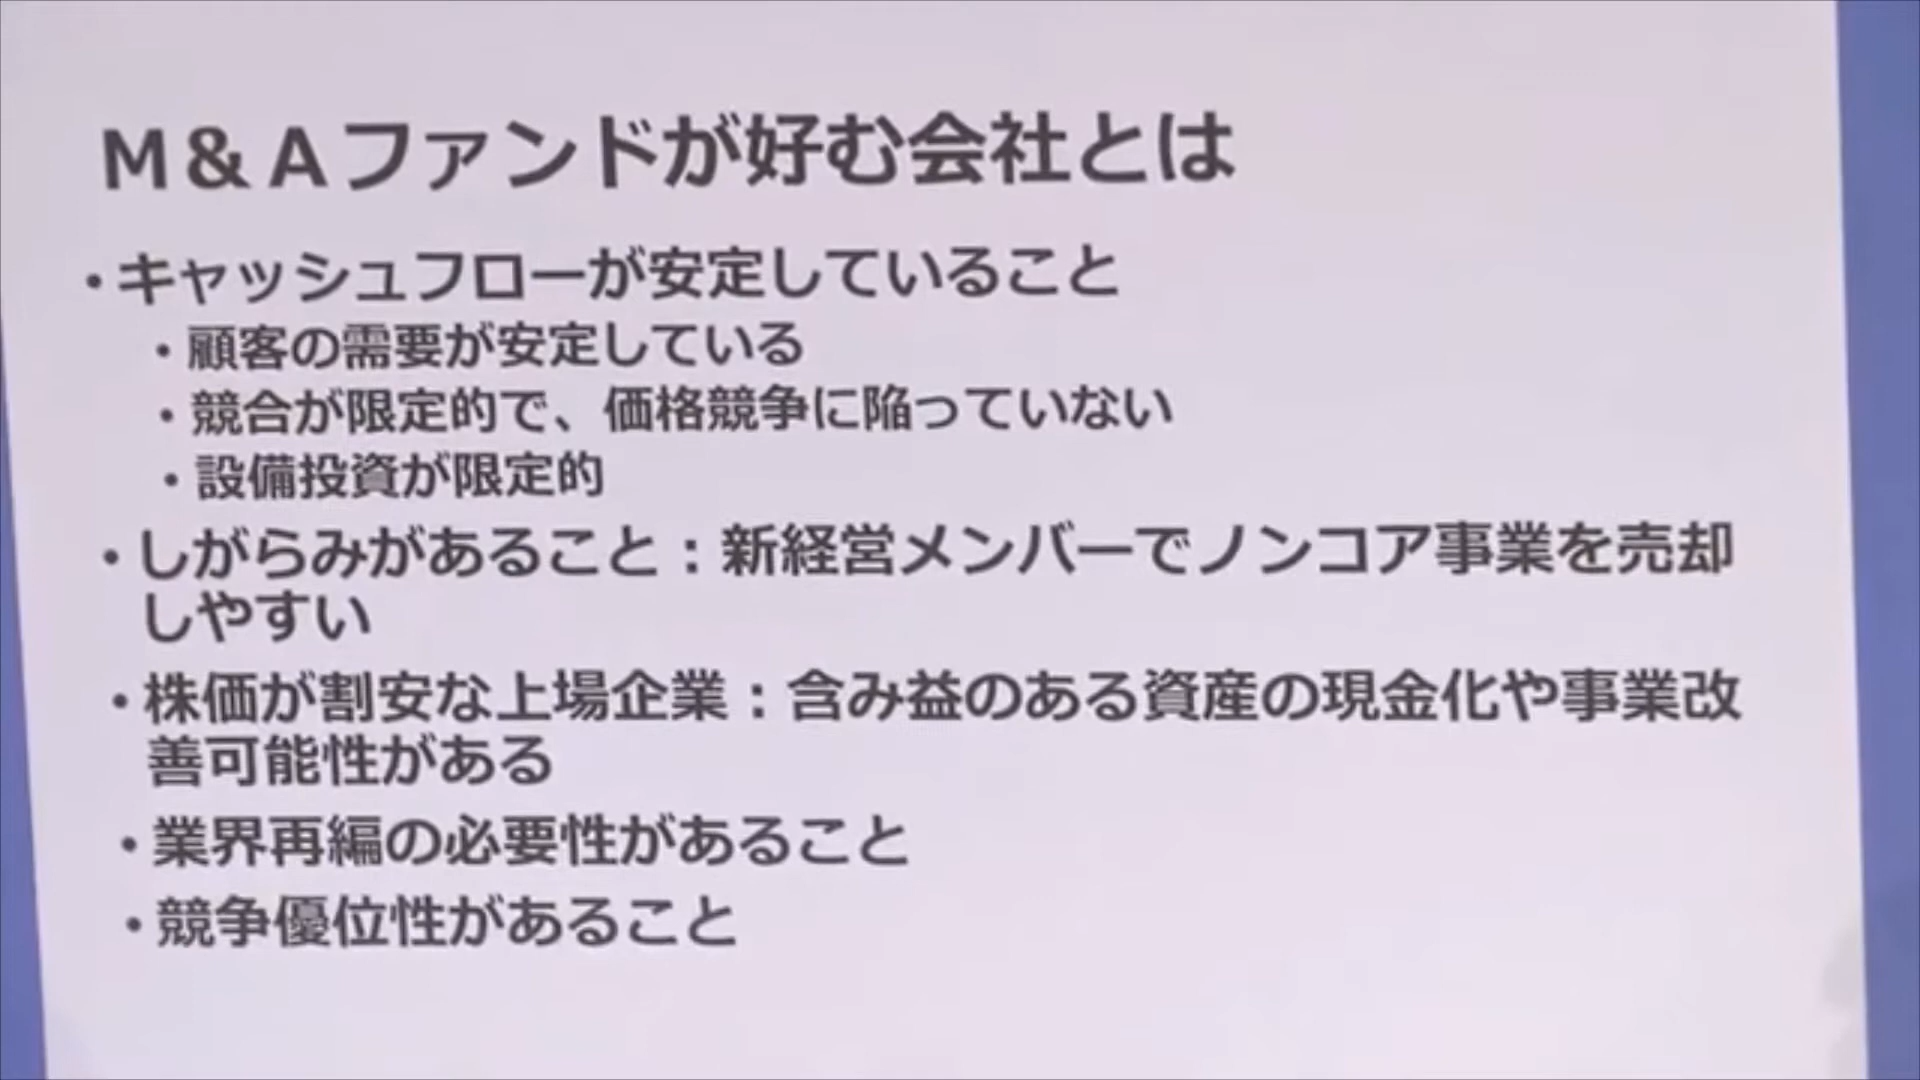 M&Aファンドが好む会社とは
・キャッシュフローが安定していること
・顧客の需要が安定している
・競合が限定的で、価格競争に陥っていない
・設備投資が限定的
・しがらみがあること：新経営メンバーでノンコア事業を売却
しやすい
・株価が割安な上場企業：含み益のある資産の現金化や事業改
善可能性がある
・業界再編の必要性があること
・競争優位性があること